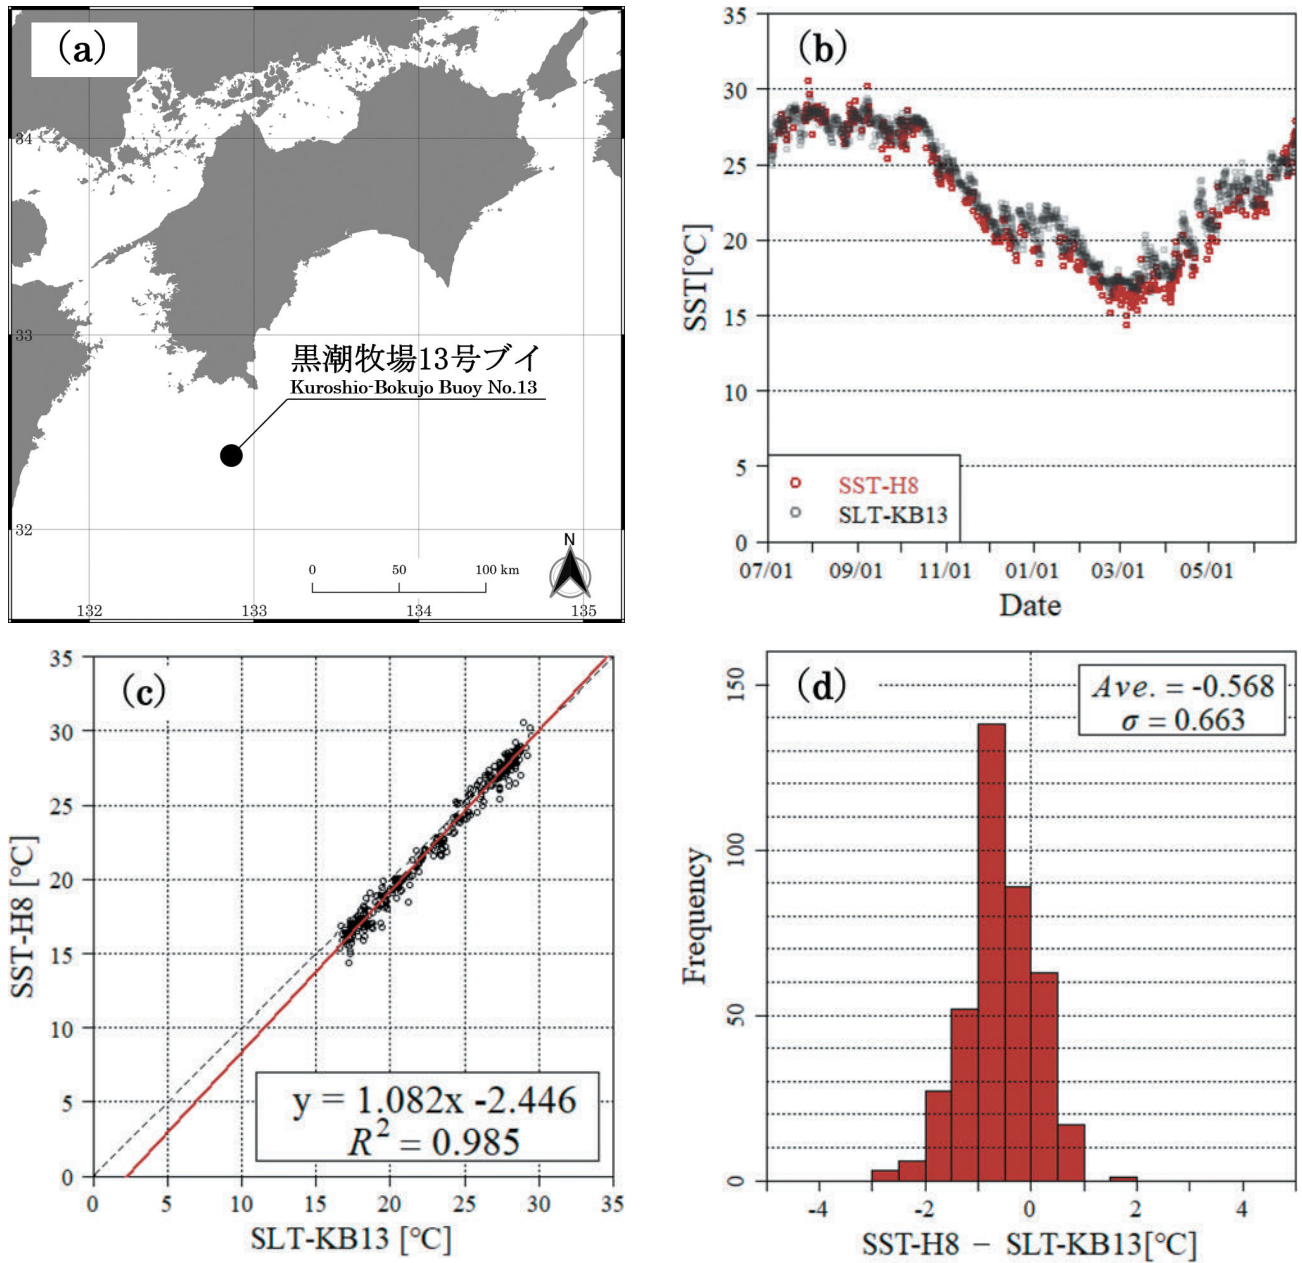 (a)
34
33
32
132
133
134
135
黒潮牧場13号ブイ
Kuroshio-Bokujo Buoy No.13
N
0 50 100 km
(b)
35
30
25
20
15
10
5
0
SST[℃]
SST-H8
SLT-KB13
07/01 09/01 11/01 01/01 03/01 05/01
Date
(c)
35
30
25
20
15
10
5
0
SST-H8 [℃]
y = 1.082x -2.446
R² = 0.985
0 5 10 15 20 25 30 35
SLT-KB13 [℃]
(d)
Ave. = -0.568
σ = 0.663
150
100
50
0
Frequency
-4 -2 0 2 4
SST-H8 − SLT-KB13[℃]